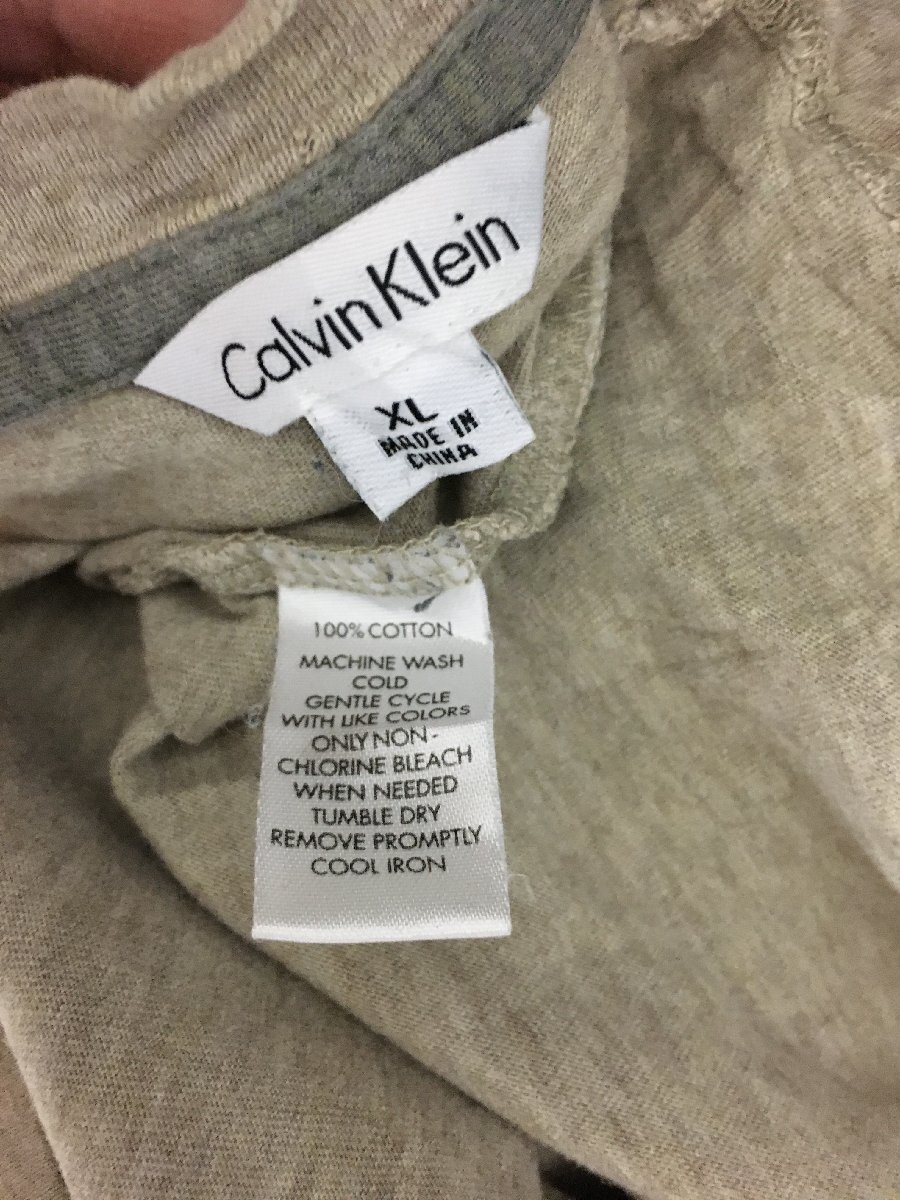 Calvin Klein
XL
MADE IN
CHINA
100% COTTON
MACHINE WASH
COLD
GENTLE CYCLE
WITH LIKE COLORS
ONLY NON-
CHLORINE BLEACH
WHEN NEEDED
TUMBLE DRY
REMOVE PROMPTLY
COOL IRON